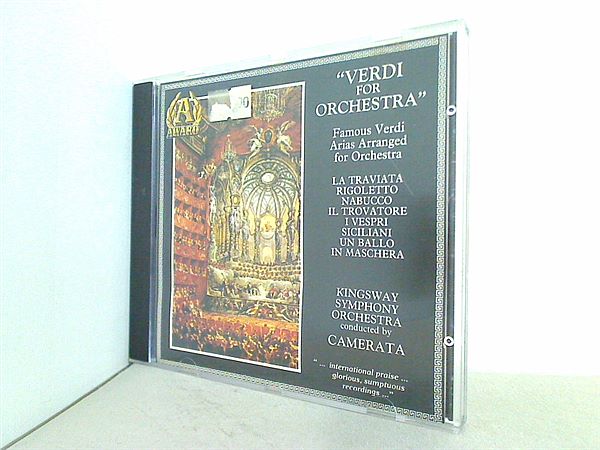 A
AWARD
"VERDI
FOR
ORCHESTRA"
Famous Verdi
Arias Arranged
for Orchestra
LA TRAVIATA
RIGOLETTO
NABUCCO
IL TROVATORE
I VESPRI
SICILIANI
UN BALLO
IN MASCHERA
KINGSWAY
SYMPHONY
ORCHESTRA
conducted by
CAMERATA
" ... international praise ...
glorious, sumptuous
recordings ..."